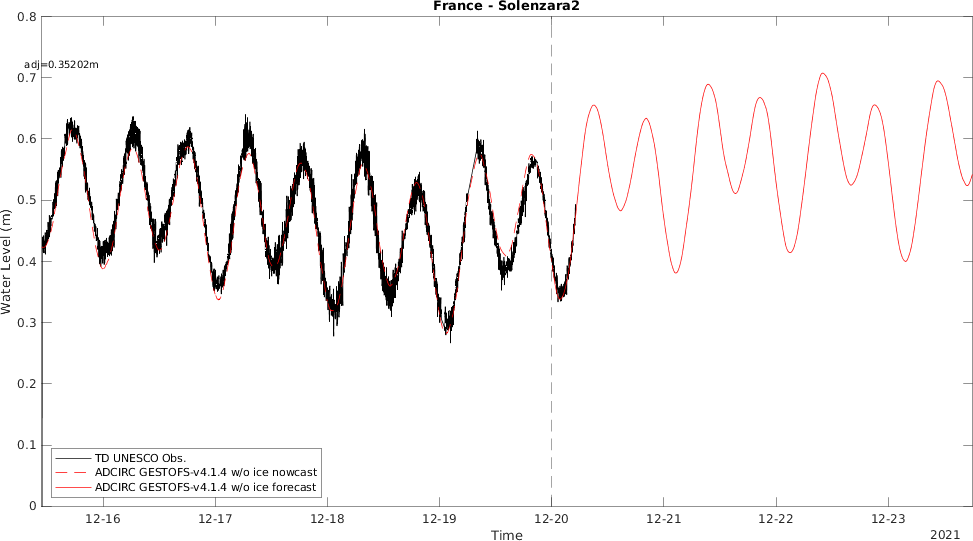 France - Solenzara2
adj=0.35202m
0.8
0.7
0.6
0.5
0.4
0.3
0.2
0.1
0
Water Level (m)
TD UNESCO Obs.
ADCIRC GESTOFS-v4.1.4 w/o ice nowcast
ADCIRC GESTOFS-v4.1.4 w/o ice forecast
12-16 12-17 12-18 12-19 12-20 12-21 12-22 12-23
Time
2021